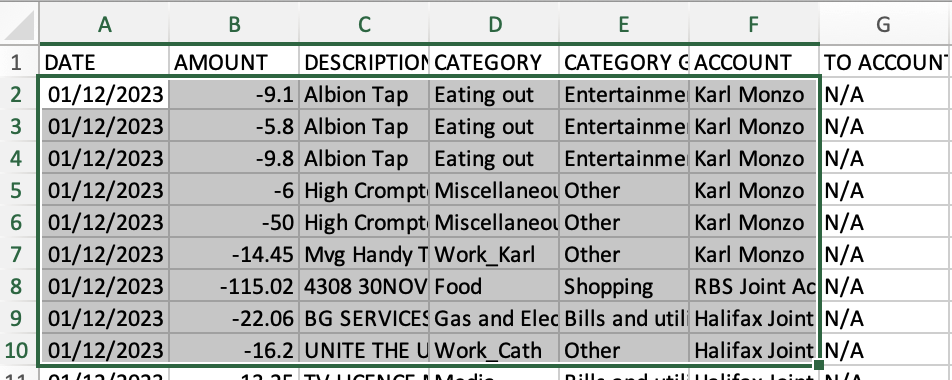 A B C D E F G
1 DATE AMOUNT DESCRIPTION CATEGORY CATEGORY G ACCOUNT TO ACCOUNT
2 01/12/2023 -9.1 Albion Tap Eating out Entertainme Karl Monzo N/A
3 01/12/2023 -5.8 Albion Tap Eating out Entertainme Karl Monzo N/A
4 01/12/2023 -9.8 Albion Tap Eating out Entertainme Karl Monzo N/A
5 01/12/2023 -6 High Crompt Miscellaneou Other Karl Monzo N/A
6 01/12/2023 -50 High Crompt Miscellaneou Other Karl Monzo N/A
7 01/12/2023 -14.45 Mvg Handy T Work_Karl Other Karl Monzo N/A
8 01/12/2023 -115.02 4308 30NOV Food Shopping RBS Joint Ac N/A
9 01/12/2023 -22.06 BG SERVICES Gas and Elec Bills and utili Halifax Joint N/A
10 01/12/2023 -16.2 UNITE THE U Work_Cath Other Halifax Joint N/A